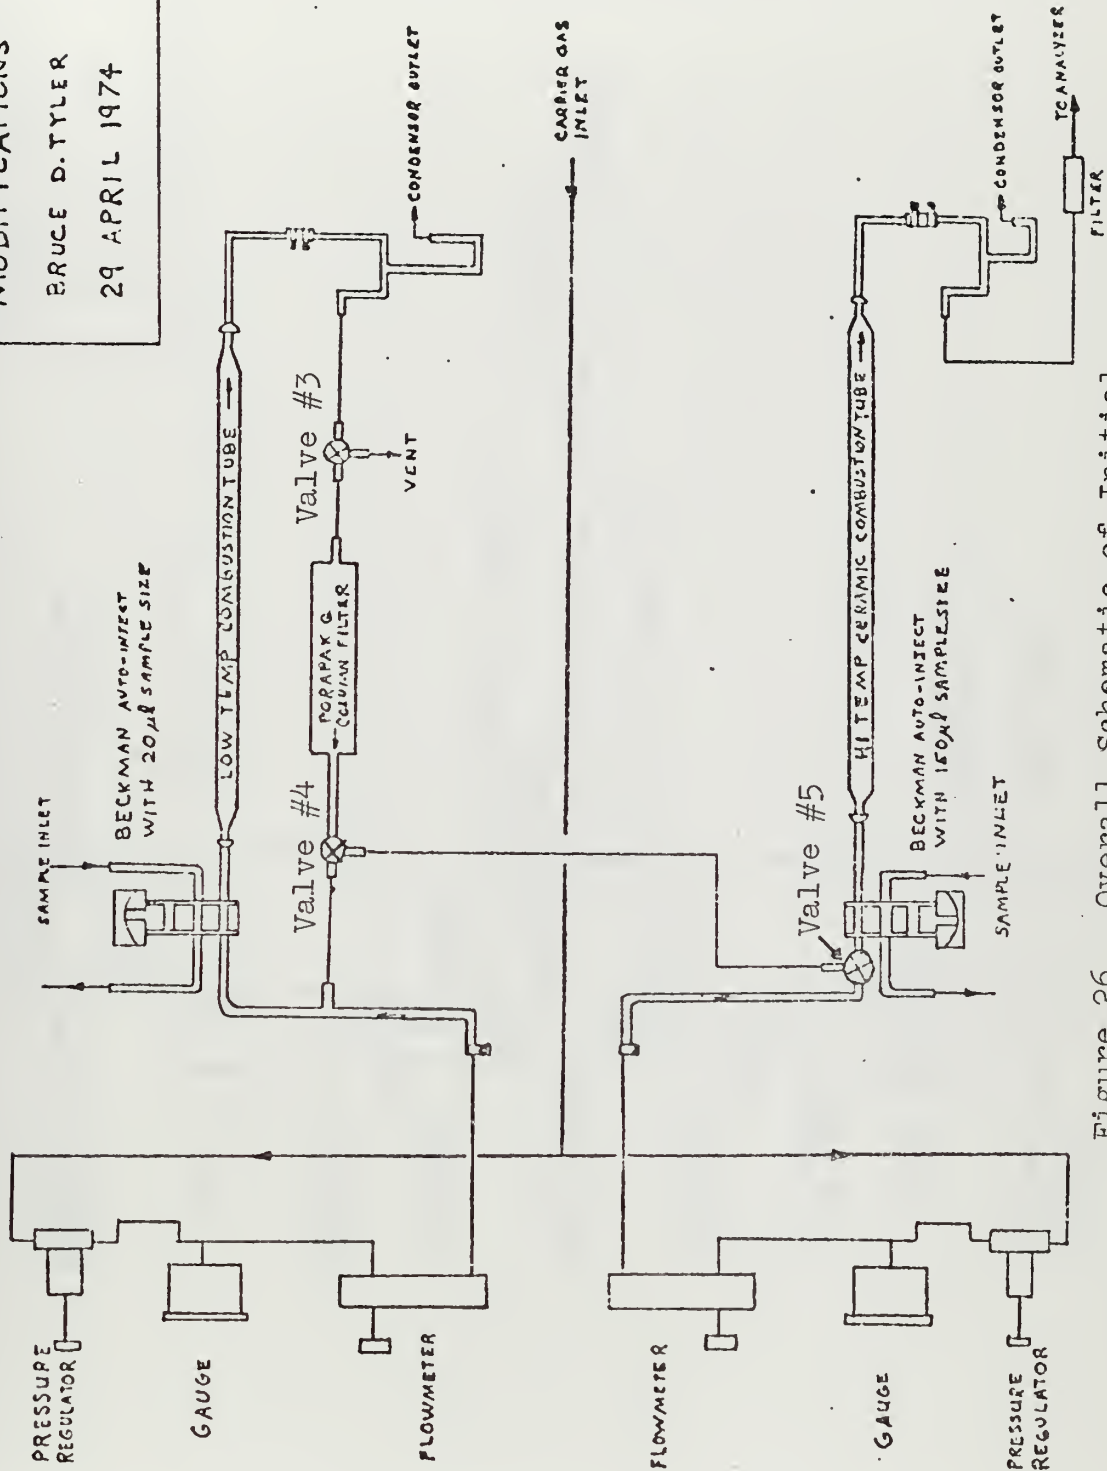 MODIFICATIONS
BRUCE D. TYLER
29 APRIL 1974
SAMPLE INLET
BECKMAN AUTO-INJECT
WITH 20µl SAMPLE SIZE
LOW TEMP COMBUSTION TUBE
CONDENSOR OUTLET
Valve #4
PORAPAK Q
COLUMN FILTER
Valve #3
VENT
CARRIER GAS
INLET
PRESSURE
REGULATOR
GAUGE
FLOWMETER
FLOWMETER
GAUGE
PRESSURE
REGULATOR
Valve #5
HI TEMP CERAMIC COMBUSTION TUBE
BECKMAN AUTO-INJECT
WITH 150µl SAMPLE SIZE
SAMPLE INLET
CONDENSOR OUTLET
TO ANALYZER
FILTER
Figure 26 Overall Schematic of Initial